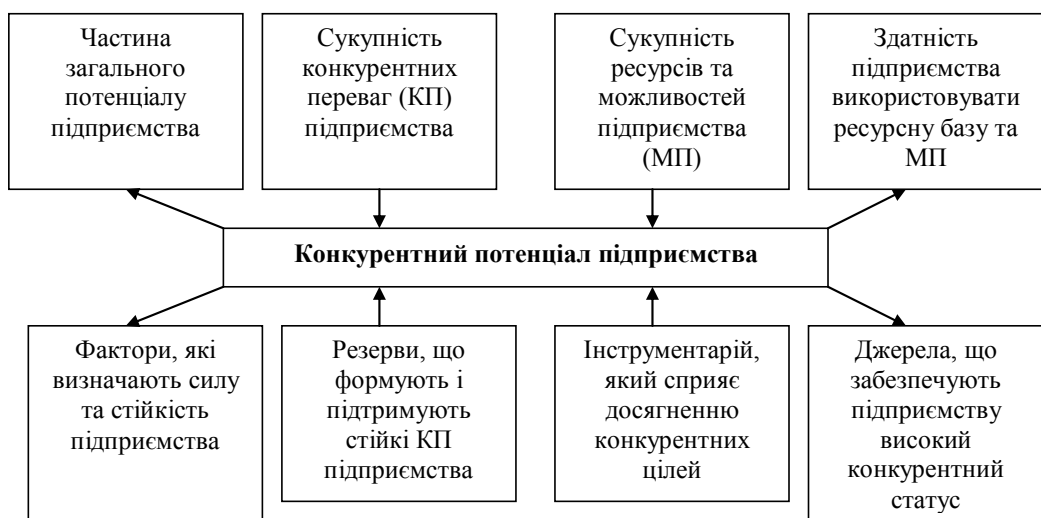 Частина
загального
потенціалу
підприємства
Сукупність
конкурентних
переваг (КП)
підприємства
Сукупність
ресурсів та
можливостей
підприємства
(МП)
Здатність
підприємства
використовувати
ресурсну базу та
МП
Конкурентний потенціал підприємства
Фактори, які
визначають силу
та стійкість
підприємства
Резерви, що
формують і
підтримують
стійкі КП
підприємства
Інструментарій,
який сприяє
досягненню
конкурентних
цілей
Джерела, що
забезпечують
підприємству
високий
конкурентний
статус